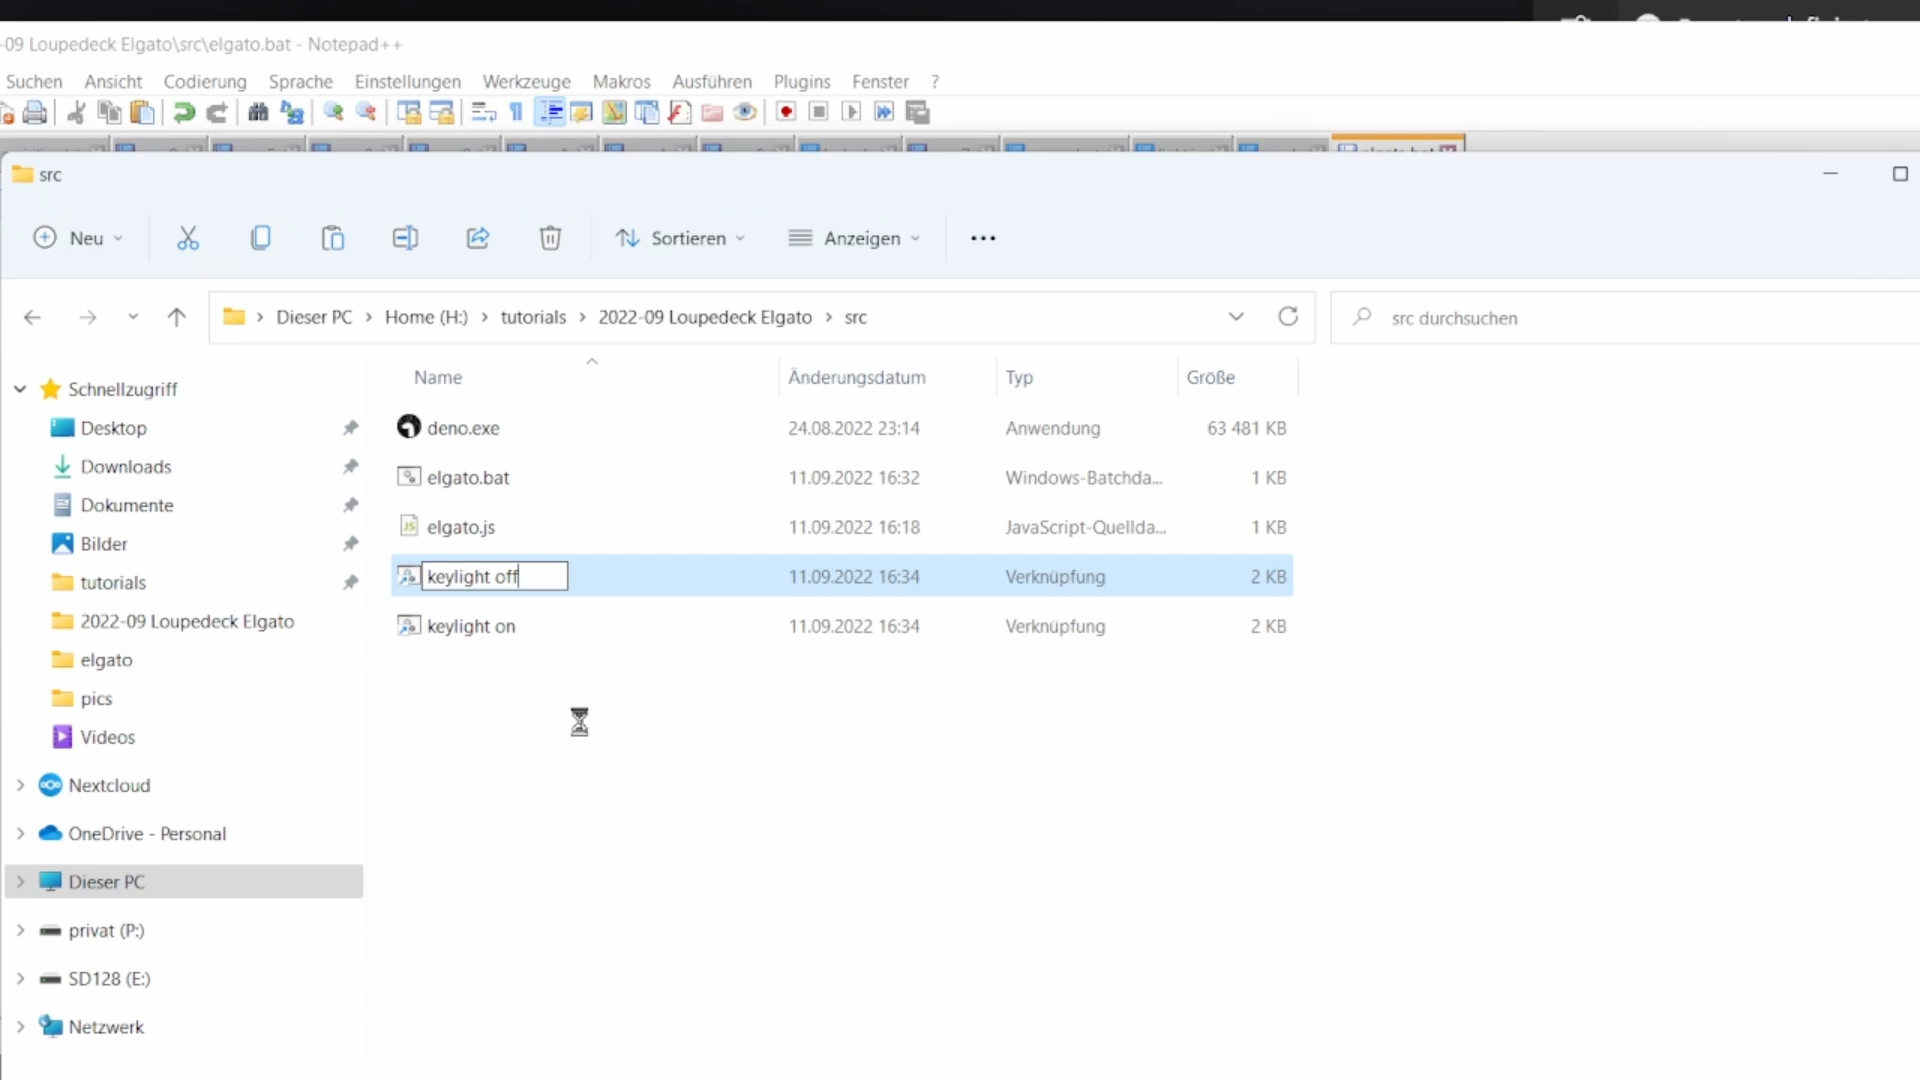 -09 Loupedeck Elgato\src\elgato.bat - Notepad++
Suchen Ansicht Codierung Sprache Einstellungen Werkzeuge Makros Ausführen Plugins Fenster ?
src
Neu Sortieren Anzeigen
Dieser PC Home (H:) tutorials 2022-09 Loupedeck Elgato src
src durchsuchen
Name Änderungsdatum Typ Größe
Schnellzugriff
Desktop
Downloads
Dokumente
Bilder
tutorials
2022-09 Loupedeck Elgato
elgato
pics
Videos
Nextcloud
OneDrive - Personal
Dieser PC
privat (P:)
SD128 (E:)
Netzwerk
deno.exe 24.08.2022 23:14 Anwendung 63 481 KB
elgato.bat 11.09.2022 16:32 Windows-Batchda... 1 KB
elgato.js 11.09.2022 16:18 JavaScript-Quellda... 1 KB
keylight off 11.09.2022 16:34 Verknüpfung 2 KB
keylight on 11.09.2022 16:34 Verknüpfung 2 KB